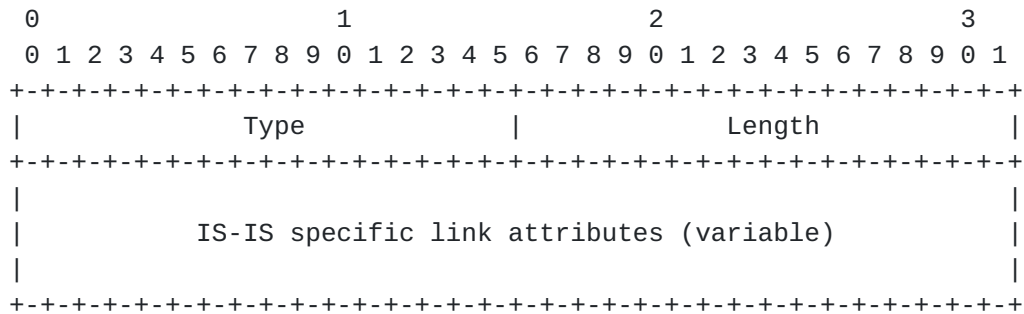 0                   1                   2                   3
 0 1 2 3 4 5 6 7 8 9 0 1 2 3 4 5 6 7 8 9 0 1 2 3 4 5 6 7 8 9 0 1
+-+-+-+-+-+-+-+-+-+-+-+-+-+-+-+-+-+-+-+-+-+-+-+-+-+-+-+-+-+-+-+-+
|              Type             |             Length            |
+-+-+-+-+-+-+-+-+-+-+-+-+-+-+-+-+-+-+-+-+-+-+-+-+-+-+-+-+-+-+-+-+
|                                                               |
|           IS-IS specific link attributes (variable)           |
|                                                               |
+-+-+-+-+-+-+-+-+-+-+-+-+-+-+-+-+-+-+-+-+-+-+-+-+-+-+-+-+-+-+-+-+